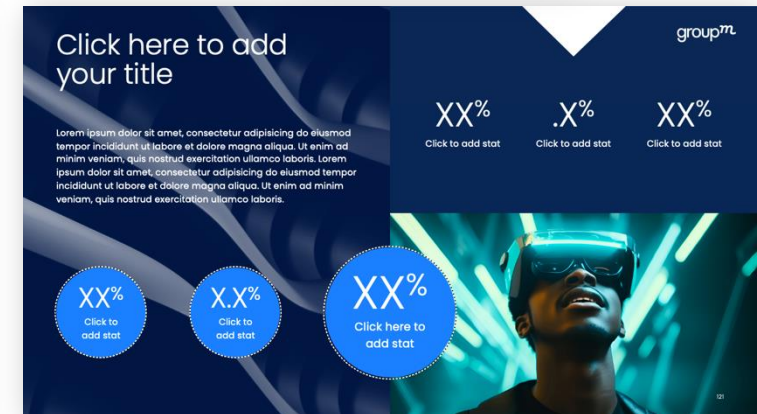 Click here to add
your title
Lorem ipsum dolor sit amet, consectetur adipisicing do eiusmod
tempor incididunt ut labore et dolore magna aliqua. Ut enim ad
minim veniam, quis nostrud exercitation ullamco laboris. Lorem
ipsum dolor sit amet, consectetur adipisicing do eiusmod tempor
incididunt ut labore et dolore magna aliqua. Ut enim ad minim
veniam, quis nostrud exercitation ullamco laboris.
XX%
Click to
add stat
X.X%
Click to
add stat
XX%
Click here to
add stat
groupm
XX%
Click to add stat
.X%
Click to add stat
XX%
Click to add stat
121